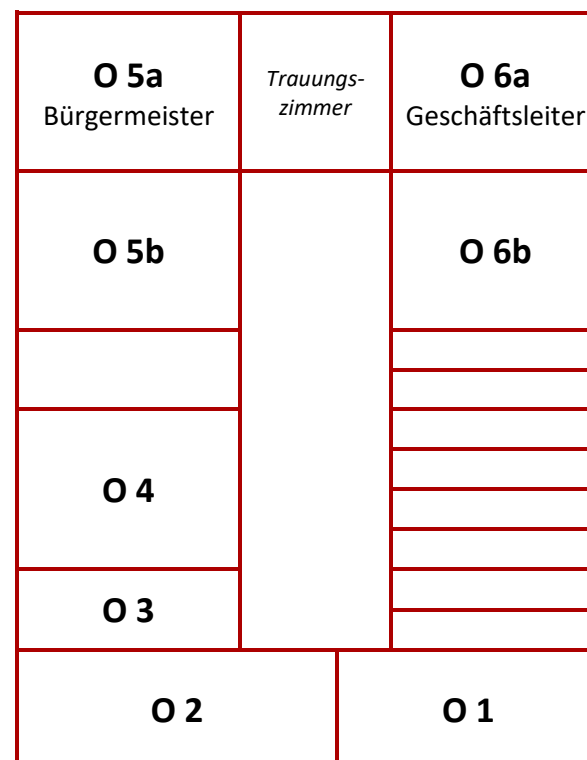 O 5a
Bürgermeister
Trauungs-
zimmer
O 6a
Geschäftsleiter
O 5b
O 6b
O 4
O 3
O 2
O 1